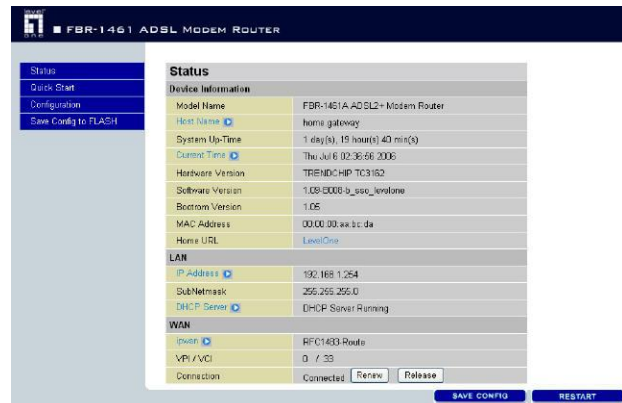 level
one
FBR-1461 ADSL Modem Router
Status
Quick Start
Configuration
Save Config to FLASH
Status
Device Information
Model Name FBR-1461A ADSL2+ Modem Router
Host Name home.gateway
System Up-Time 1 day(s), 19 hour(s) 40 min(s)
Current Time Thu Jul 6 02:36:56 2006
Hardware Version TRENDCHIP TC3162
Software Version
Bootrom Version 1.05
MAC Address 00:00:00:aa:bc:da
Home URL LevelOne
LAN
IP Address 192.168.1.254
SubNetmask 255.255.255.0
DHCP Server DHCP Server Running
WAN
ipwan RFC1483-Route
VPI / VCI 0 / 33
Connection Connected Renew Release
SAVE CONFIG RESTART